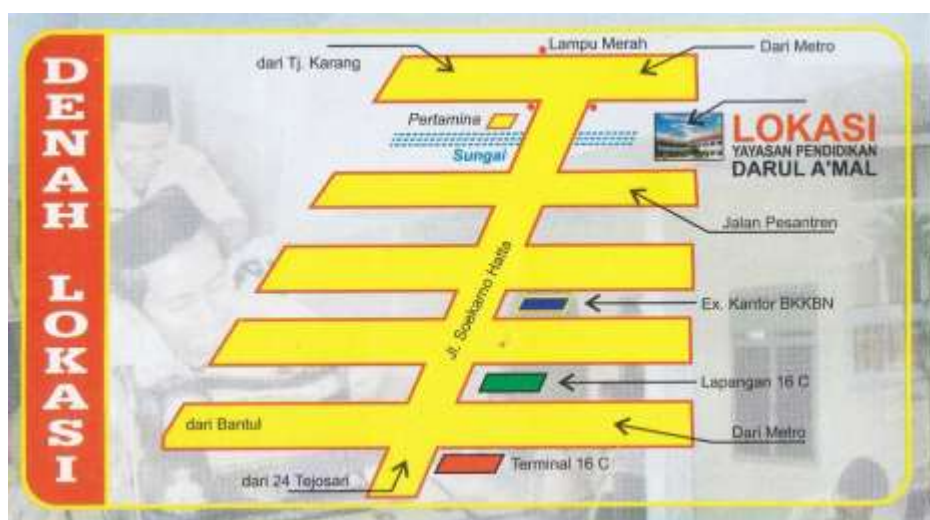 DENAH LOKASI
dari Tj. Karang
Lampu Merah
Dari Metro
Pertamina
Sungai
LOKASI
YAYASAN PENDIDIKAN
DARUL A'MAL
Jalan Pesantren
Jl. Soekarno Hatta
Ex. Kantor BKKBN
Lapangan 16 C
dari Bantul
Dari Metro
Terminal 16 C
dari 24 Tejosari